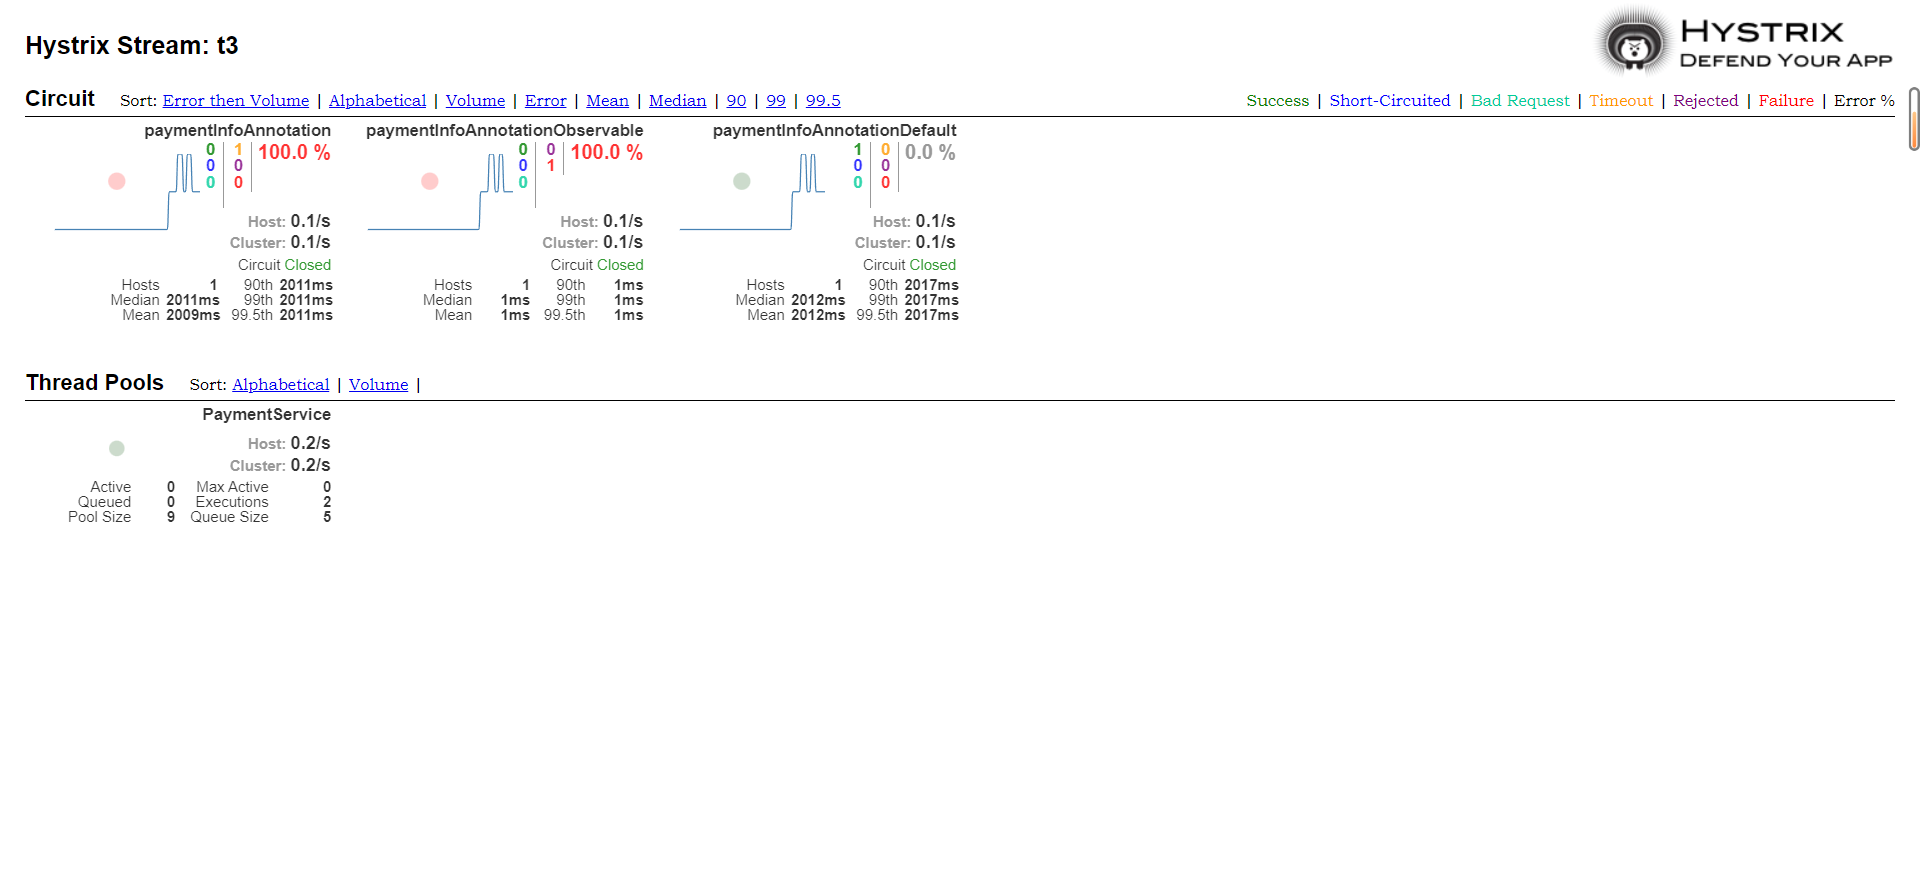 Hystrix Stream: t3
HYSTRIX
DEFEND YOUR APP
Circuit Sort: Error then Volume | Alphabetical | Volume | Error | Mean | Median | 90 | 99 | 99.5
Success | Short-Circuited | Bad Request | Timeout | Rejected | Failure | Error %
paymentInfoAnnotation
0 1 100.0 %
0 0
0 0
Host: 0.1/s
Cluster: 0.1/s
Circuit Closed
Hosts 1 90th 2011ms
Median 2011ms 99th 2011ms
Mean 2009ms 99.5th 2011ms
paymentInfoAnnotationObservable
0 0 100.0 %
0 1
0
Host: 0.1/s
Cluster: 0.1/s
Circuit Closed
Hosts 1 90th 1ms
Median 1ms 99th 1ms
Mean 1ms 99.5th 1ms
paymentInfoAnnotationDefault
1 0 0.0 %
0 0
0 0
Host: 0.1/s
Cluster: 0.1/s
Circuit Closed
Hosts 1 90th 2017ms
Median 2012ms 99th 2017ms
Mean 2012ms 99.5th 2017ms
Thread Pools Sort: Alphabetical | Volume |
PaymentService
Host: 0.2/s
Cluster: 0.2/s
Active 0 Max Active 0
Queued 0 Executions 2
Pool Size 9 Queue Size 5